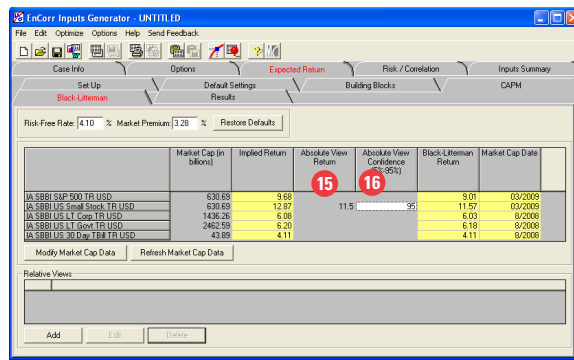 EnCorr Inputs Generator - UNTITLED
File Edit Optimize Options Help Send Feedback
Case Info Options Expected Return Risk / Correlation Inputs Summary
Set Up Default Settings Building Blocks CAPM
Black-Litterman Results
Risk-Free Rate: 4.10 % Market Premium: 3.28 % Restore Defaults
Market Cap (in billions) Implied Return Absolute View Return Absolute View Confidence (5%-95%) Black-Litterman Return Market Cap Date
15 16
IA SBBI S&P 500 TR USD 630.69 9.68 9.01 03/2009
IA SBBI US Small Stock TR USD 630.69 12.87 11.5 95 11.57 03/2009
IA SBBI US LT Corp TR USD 1436.26 6.08 6.03 8/2008
IA SBBI US LT Govt TR USD 2462.59 6.20 6.18 8/2008
IA SBBI US 30 Day TBill TR USD 43.89 4.11 4.11 8/2008
Modify Market Cap Data Refresh Market Cap Data
Relative Views
Add Edit Delete